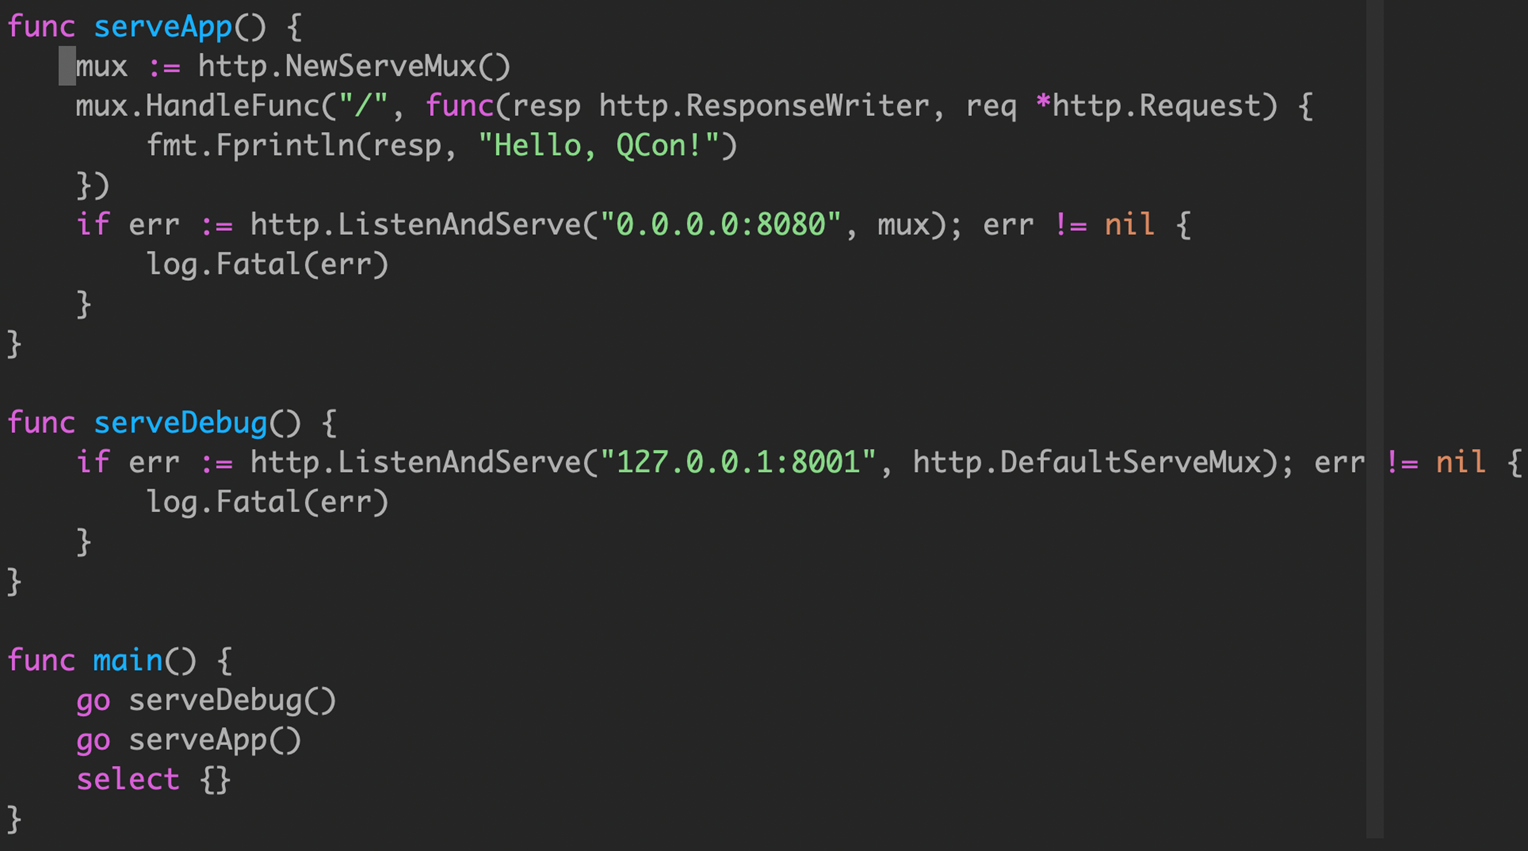 func serveApp() {
    mux := http.NewServeMux()
    mux.HandleFunc("/", func(resp http.ResponseWriter, req *http.Request) {
        fmt.Fprintln(resp, "Hello, QCon!")
    })
    if err := http.ListenAndServe("0.0.0.0:8080", mux); err != nil {
        log.Fatal(err)
    }
}

func serveDebug() {
    if err := http.ListenAndServe("127.0.0.1:8001", http.DefaultServeMux); err != nil {
        log.Fatal(err)
    }
}

func main() {
    go serveDebug()
    go serveApp()
    select {}
}